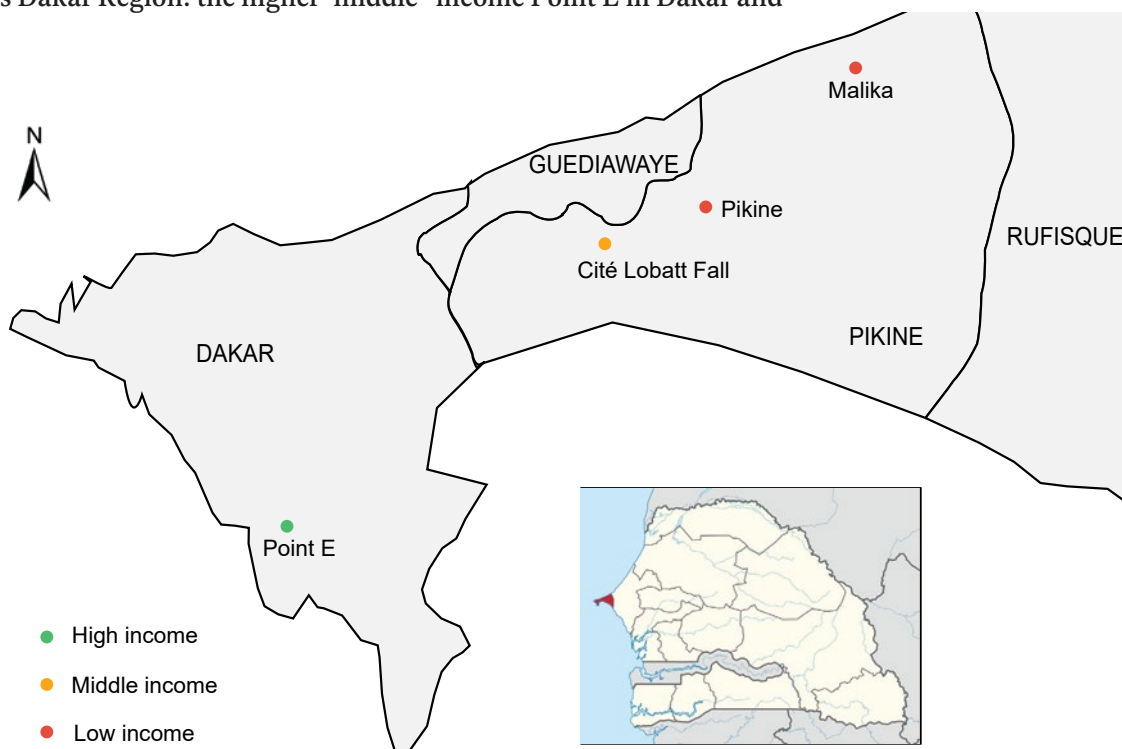 s Dakar Region: the higher-middle- income Point E in Dakar and
Malika
N
GUEDIAWAYE
Pikine
RUFISQUE
Cité Lobatt Fall
PIKINE
DAKAR
Point E
High income
Middle income
Low income